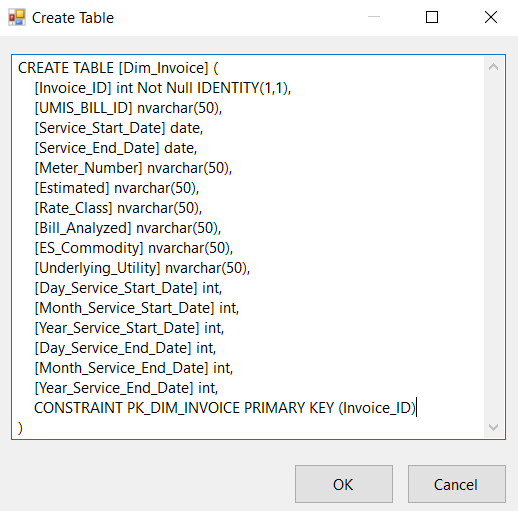 Create Table
CREATE TABLE [Dim_Invoice] (
[Invoice_ID] int Not Null IDENTITY(1,1),
[UMIS_BILL_ID] nvarchar(50),
[Service_Start_Date] date,
[Service_End_Date] date,
[Meter_Number] nvarchar(50),
[Estimated] nvarchar(50),
[Rate_Class] nvarchar(50),
[Bill_Analyzed] nvarchar(50),
[ES_Commodity] nvarchar(50),
[Underlying_Utility] nvarchar(50),
[Day_Service_Start_Date] int,
[Month_Service_Start_Date] int,
[Year_Service_Start_Date] int,
[Day_Service_End_Date] int,
[Month_Service_End_Date] int,
[Year_Service_End_Date] int,
CONSTRAINT PK_DIM_INVOICE PRIMARY KEY (Invoice_ID)
)
OK Cancel